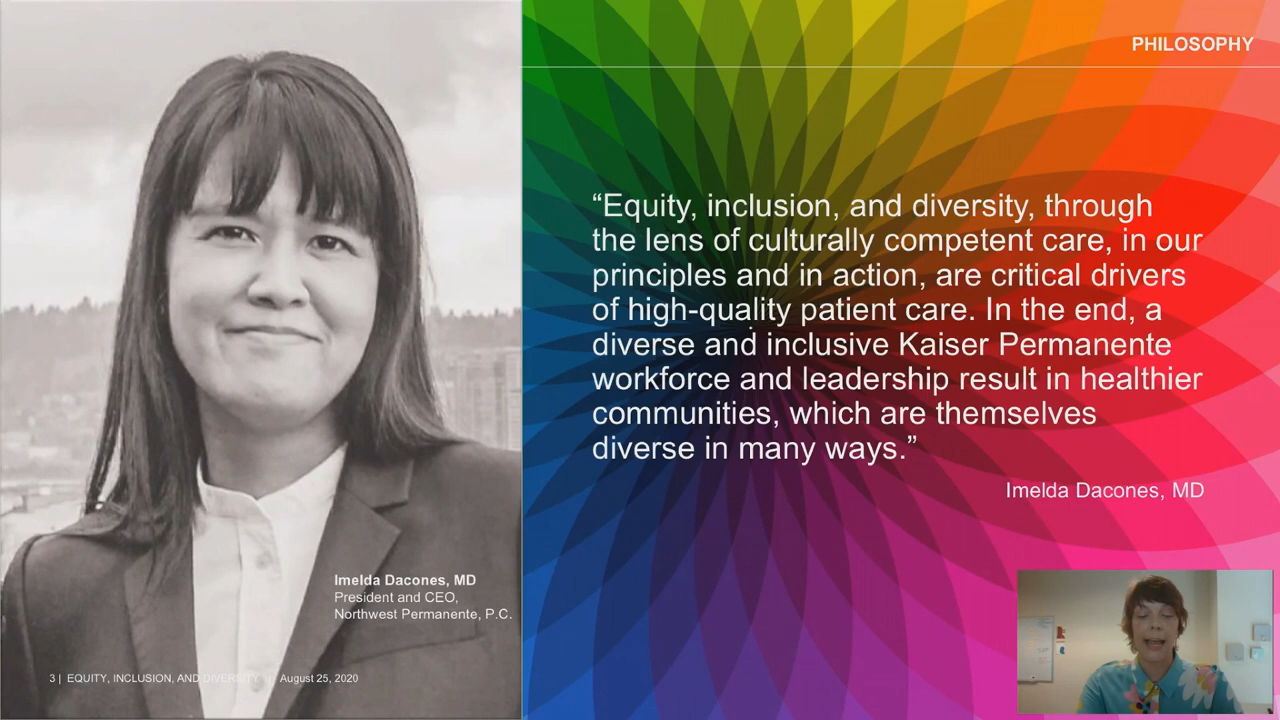 PHILOSOPHY
“Equity, inclusion, and diversity, through
the lens of culturally competent care, in our
principles and in action, are critical drivers
of high-quality patient care. In the end, a
diverse and inclusive Kaiser Permanente
workforce and leadership result in healthier
communities, which are themselves
diverse in many ways.”
Imelda Dacones, MD
Imelda Dacones, MD
President and CEO,
Northwest Permanente, P.C.
3 | EQUITY, INCLUSION, AND DIVERSITY | August 25, 2020